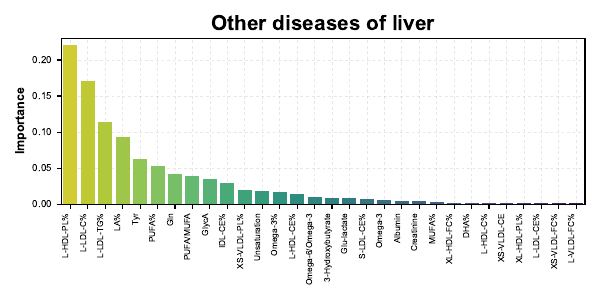 Other diseases of liver
Importance
0.20
0.15
0.10
0.05
0.00
L-HDL-PL%
L-LDL-C%
L-LDL-TG%
LA%
Tyr
PUFA%
Gln
PUFA/MUFA
GlycA
IDL-CE%
XS-VLDL-PL%
Unsaturation
Omega-3%
L-HDL-CE%
Omega-6/Omega-3
3-Hydroxybutyrate
Glu-lactate
S-LDL-CE%
Omega-3
Albumin
Creatinine
MUFA%
XL-HDL-FC%
DHA%
L-HDL-C%
XS-VLDL-CE
XL-HDL-PL%
L-LDL-CE%
XS-VLDL-FC%
L-VLDL-FC%